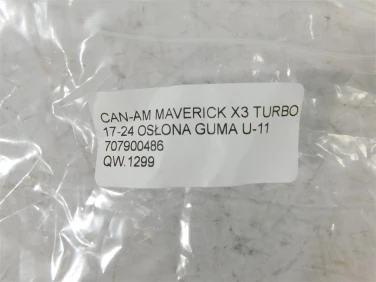 CAN-AM MAVERICK X3 TURBO
17-24 OSŁONA GUMA U-11
707900486
QW.1299